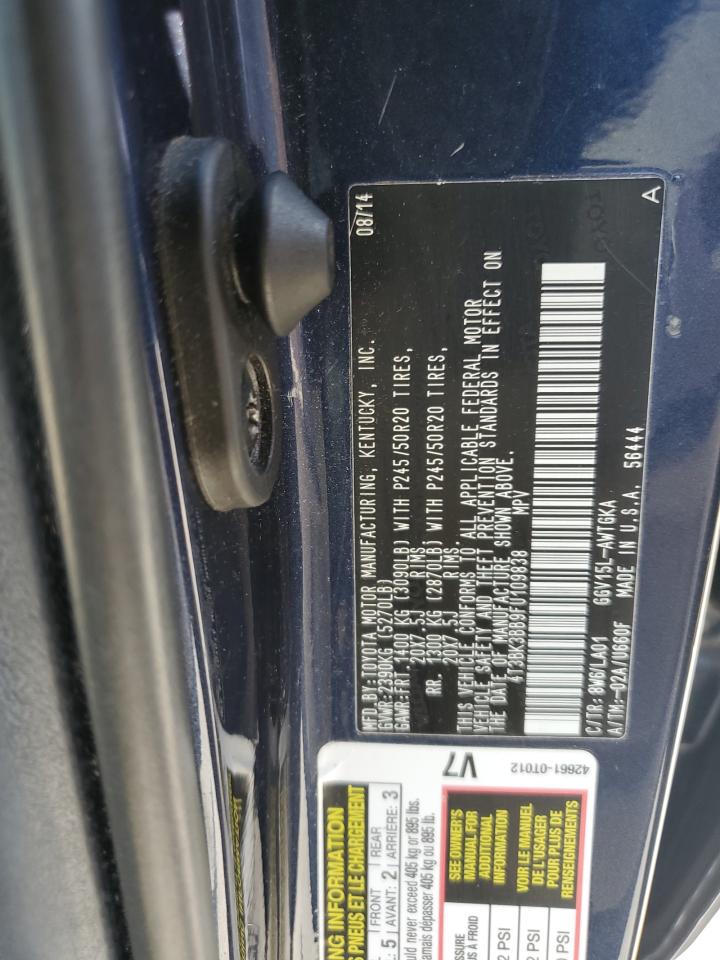 MFD.BY:TOYOTA MOTOR MANUFACTURING, KENTUCKY, INC. 08/14
GVWR:2390KG (5270LB)
GAWR:FRT. 1400 KG (3090LB) WITH P245/50R20 TIRES,
20X7.5J RIMS
RR. 1300 KG (2870LB) WITH P245/50R20 TIRES,
20X7.5J RIMS.
THIS VEHICLE CONFORMS TO ALL APPLICABLE FEDERAL MOTOR
VEHICLE SAFETY AND THEFT PREVENTION STANDARDS IN EFFECT ON
THE DATE OF MANUFACTURE SHOWN ABOVE.
4T3BK3BB9FU109838 MPV
C/TR:8W6/LA01 GGV15L-AWTGKA
A/TM:-02A/U660F MADE IN U.S.A. 56444 A
V7
42661-0T012
INFORMATION
PNEUS ET LE CHARGEMENT
5 FRONT REAR
AVANT: 2 ARRIÈRE: 3
never exceed 405 kg or 895 lbs.
dépasser 405 kg ou 895 lb.
À FROID
PSI
PSI
PSI
SEE OWNER'S
MANUAL FOR
ADDITIONAL
INFORMATION
VOIR LE MANUEL
DE L'USAGER
POUR PLUS DE
RENSEIGNEMENTS